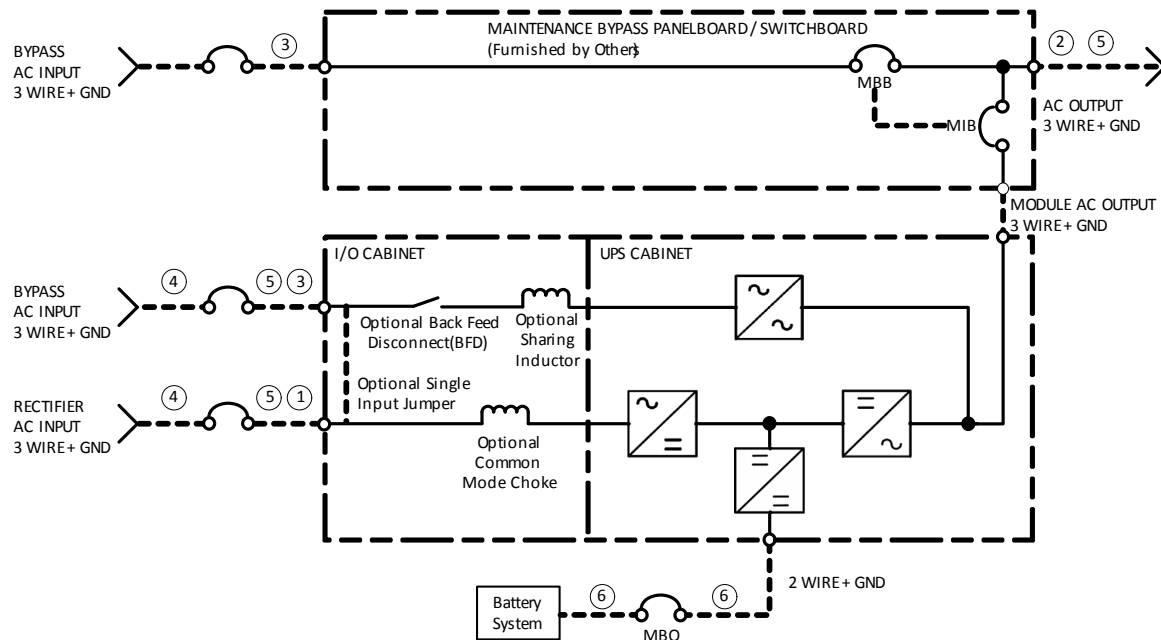 MAINTENANCE BYPASS PANELBOARD / SWITCHBOARD
(Furnished by Others)
BYPASS
AC INPUT
3 WIRE + GND
3
MBB
MIB
2 5
AC OUTPUT
3 WIRE + GND
MODULE AC OUTPUT
3 WIRE + GND
I/O CABINET
UPS CABINET
BYPASS
AC INPUT
3 WIRE + GND
4
5 3
Optional Back Feed
Disconnect(BFD)
Optional
Sharing
Inductor
Optional Single
Input Jumper
RECTIFIER
AC INPUT
3 WIRE + GND
4
5 1
Optional
Common
Mode Choke
2 WIRE + GND
Battery
System
6
6
MBO